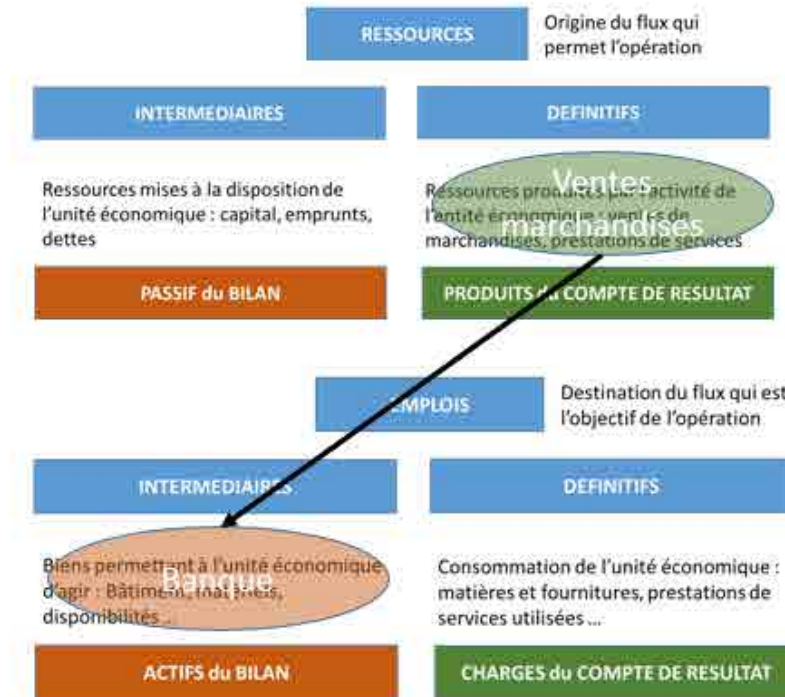 RESSOURCES
Origine du flux qui
permet l'opération
INTERMEDIAIRES
DEFINITIFS
Ressources mises à la disposition de
l'unité économique : capital, emprunts,
dettes
Ressources produites par l'activité de
l'entité économique : ventes de
marchandises, prestations de services
Ventes
marchandises
PASSIF du BILAN
PRODUITS du COMPTE DE RESULTAT
EMPLOIS
Destination du flux qui est
l'objectif de l'opération
INTERMEDIAIRES
DEFINITIFS
Biens permettant à l'unité économique
d'agir : Bâtiment, matériels,
disponibilités ...
Banque
Consommation de l'unité économique :
matières et fournitures, prestations de
services utilisées ...
ACTIFS du BILAN
CHARGES du COMPTE DE RESULTAT